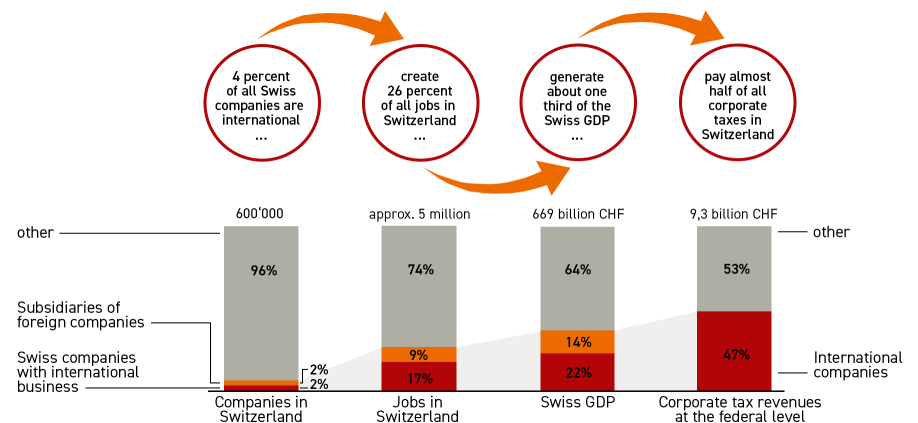 4 percent
of all Swiss
companies are
international
...
create
26 percent
of all jobs in
Switzerland
...
generate
about one
third of the
Swiss GDP
...
pay almost
half of all
corporate
taxes in
Switzerland
600‘000
approx. 5 million
669 billion CHF
9,3 billion CHF
other
other
96%
74%
64%
53%
Subsidiaries of
foreign companies
Swiss companies
with international
business
2%
2%
9%
17%
14%
22%
47%
International
companies
Companies in
Switzerland
Jobs in
Switzerland
Swiss GDP
Corporate tax revenues
at the federal level